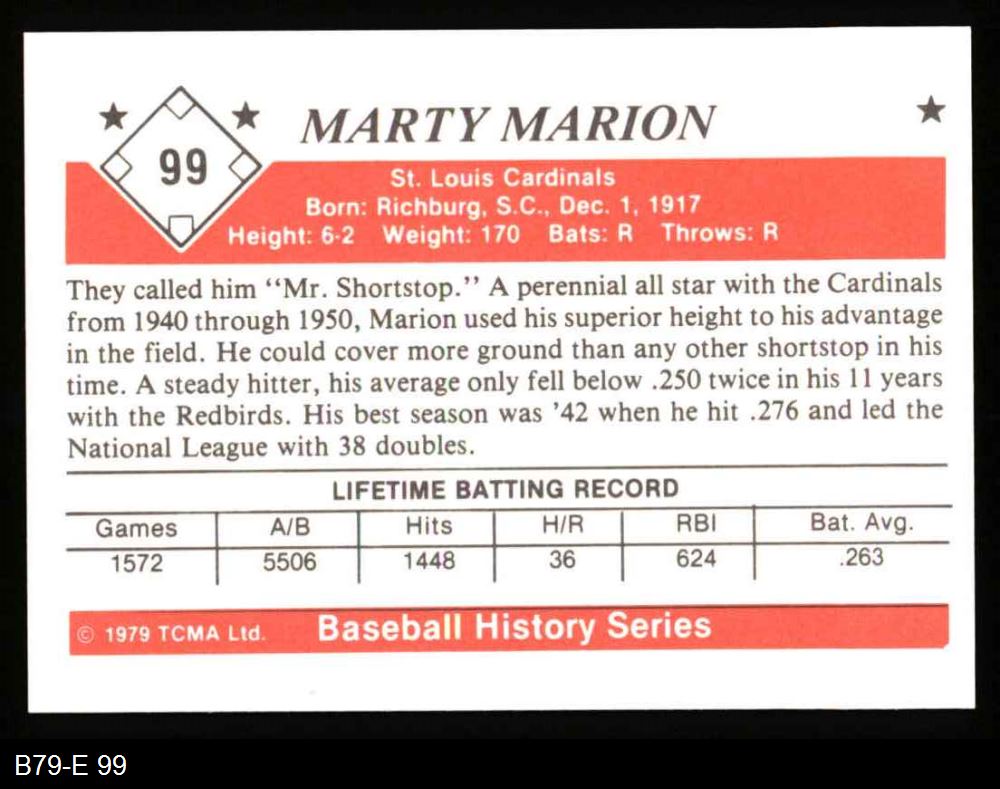 99
MARTY MARION
St. Louis Cardinals
Born: Richburg, S.C., Dec. 1, 1917
Height: 6-2 Weight: 170 Bats: R Throws: R
They called him “Mr. Shortstop.” A perennial all star with the Cardinals
from 1940 through 1950, Marion used his superior height to his advantage
in the field. He could cover more ground than any other shortstop in his
time. A steady hitter, his average only fell below .250 twice in his 11 years
with the Redbirds. His best season was ’42 when he hit .276 and led the
National League with 38 doubles.
LIFETIME BATTING RECORD
Games A/B Hits H/R RBI Bat. Avg.
1572 5506 1448 36 624 .263
© 1979 TCMA Ltd. Baseball History Series
B79-E 99